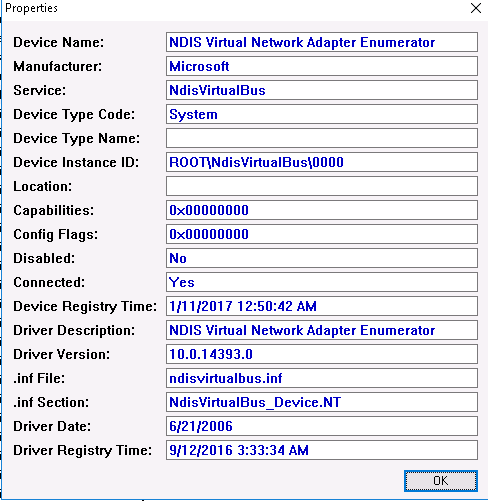 Properties
Device Name: NDIS Virtual Network Adapter Enumerator
Manufacturer: Microsoft
Service: NdisVirtualBus
Device Type Code: System
Device Type Name:
Device Instance ID: ROOT\NdisVirtualBus\0000
Location:
Capabilities: 0x00000000
Config Flags: 0x00000000
Disabled: No
Connected: Yes
Device Registry Time: 1/11/2017 12:50:42 AM
Driver Description: NDIS Virtual Network Adapter Enumerator
Driver Version: 10.0.14393.0
.inf File: ndisvirtualbus.inf
.inf Section: NdisVirtualBus_Device.NT
Driver Date: 6/21/2006
Driver Registry Time: 9/12/2016 3:33:34 AM
OK